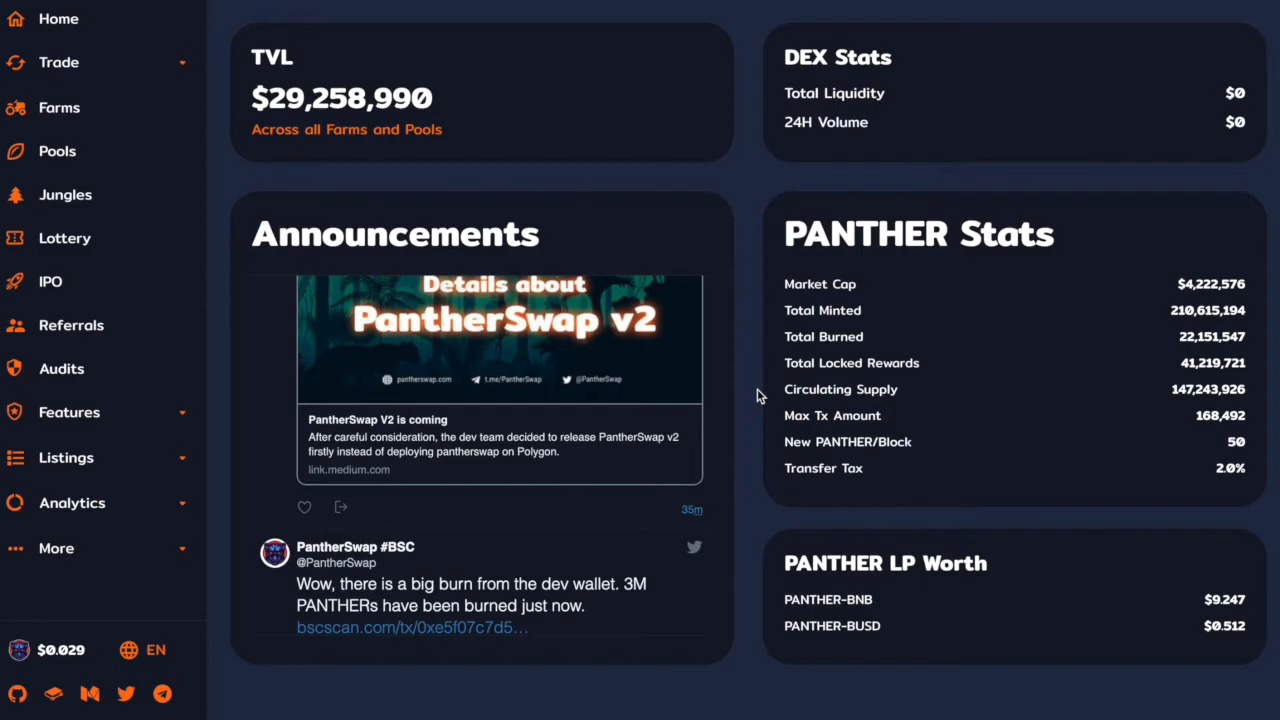 Home
Trade
Farms
Pools
Jungles
Lottery
IPO
Referrals
Audits
Features
Listings
Analytics
More
$0.029 EN
TVL
$29,258,990
Across all Farms and Pools
DEX Stats
Total Liquidity $0
24H Volume $0
Announcements
Details about
PantherSwap v2
pantherswap.com t.me/PantherSwap @PantherSwap
PantherSwap V2 is coming
After careful consideration, the dev team decided to release PantherSwap v2
firstly instead of deploying pantherswap on Polygon.
link.medium.com
35m
PantherSwap #BSC
@PantherSwap
Wow, there is a big burn from the dev wallet. 3M
PANTHERs have been burned just now.
bscscan.com/tx/0xe5f07c7d5…
PANTHER Stats
Market Cap $4,222,576
Total Minted 210,615,194
Total Burned 22,151,547
Total Locked Rewards 41,219,721
Circulating Supply 147,243,926
Max Tx Amount 168,492
New PANTHER/Block 50
Transfer Tax 2.0%
PANTHER LP Worth
PANTHER-BNB $9.247
PANTHER-BUSD $0.512